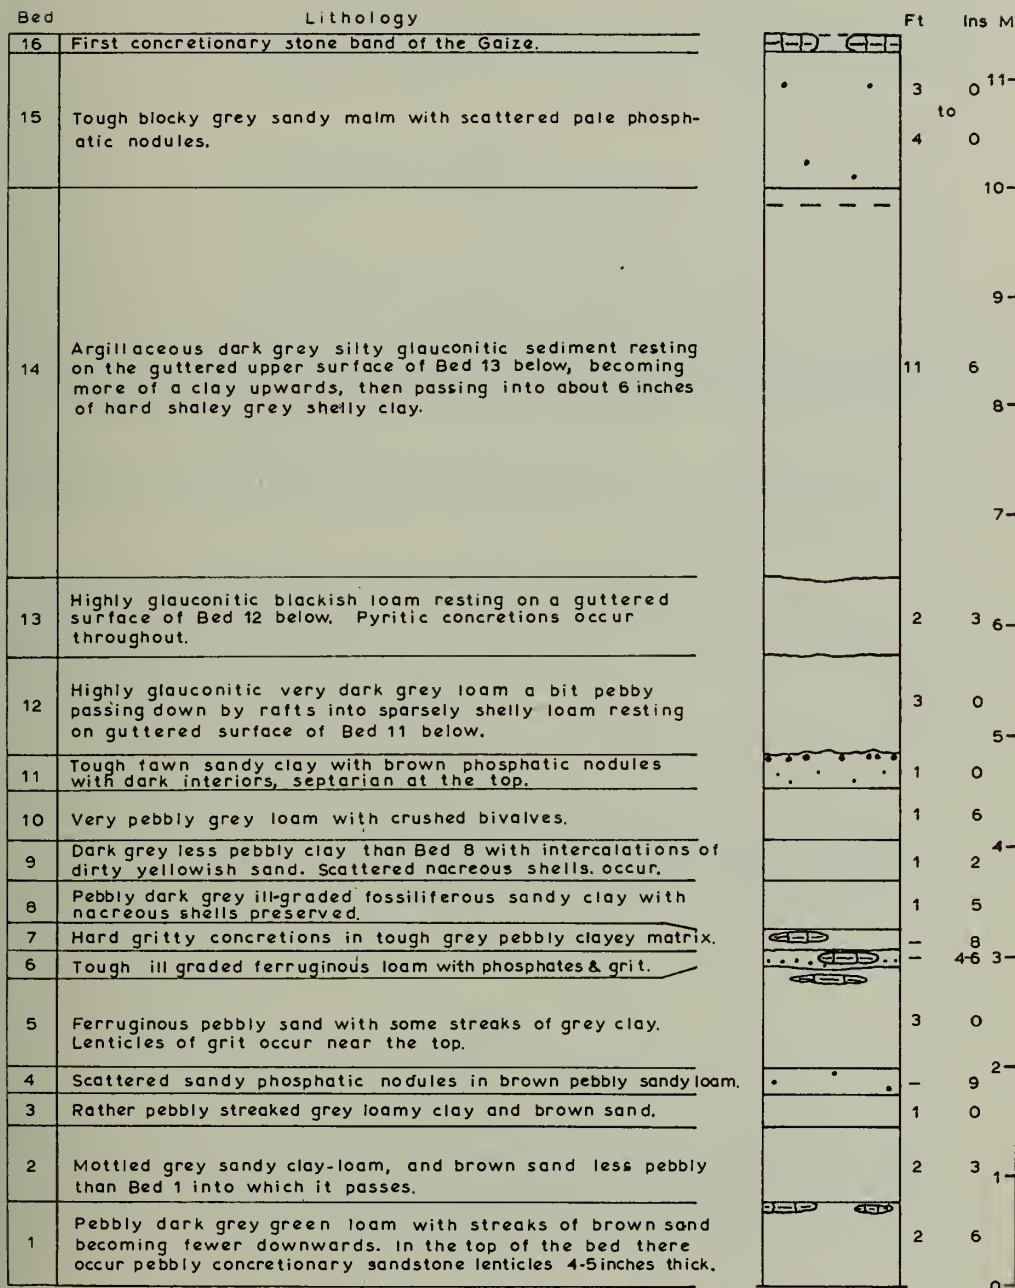 Bed Lithology Ft Ins M
16 First concretionary stone band of the Gaize.
11
15 Tough blocky grey sandy malm with scattered pale phosph- 3 0
atic nodules. to
4 0
10
9
14 Argillaceous dark grey silty glauconitic sediment resting 11 6
on the guttered upper surface of Bed 13 below, becoming
more of a clay upwards, then passing into about 6 inches
of hard shaley grey shelly clay.
8
7
13 Highly glauconitic blackish loam resting on a guttered 2 3
surface of Bed 12 below. Pyritic concretions occur
throughout.
6
12 Highly glauconitic very dark grey loam a bit pebby 3 0
passing down by rafts into sparsely shelly loam resting
on guttered surface of Bed 11 below.
5
11 Tough fawn sandy clay with brown phosphatic nodules 1 0
with dark interiors, septarian at the top.
10 Very pebbly grey loam with crushed bivalves. 1 6
4
9 Dark grey less pebbly clay than Bed 8 with intercalations of 1 2
dirty yellowish sand. Scattered nacreous shells. occur.
8 Pebbly dark grey ill-graded fossiliferous sandy clay with 1 5
nacreous shells preserved.
7 Hard gritty concretions in tough grey pebbly clayey matrix. – 8
6 Tough ill graded ferruginous loam with phosphates & grit. – 4-6 3
5 Ferruginous pebbly sand with some streaks of grey clay. 3 0
Lenticles of grit occur near the top.
2
4 Scattered sandy phosphatic nodules in brown pebbly sandy loam. – 9
3 Rather pebbly streaked grey loamy clay and brown sand. 1 0
2 Mottled grey sandy clay-loam, and brown sand less pebbly 2 3
than Bed 1 into which it passes.
1
1 Pebbly dark grey green loam with streaks of brown sand 2 6
becoming fewer downwards. In the top of the bed there
occur pebbly concretionary sandstone lenticles 4-5 inches thick.
0